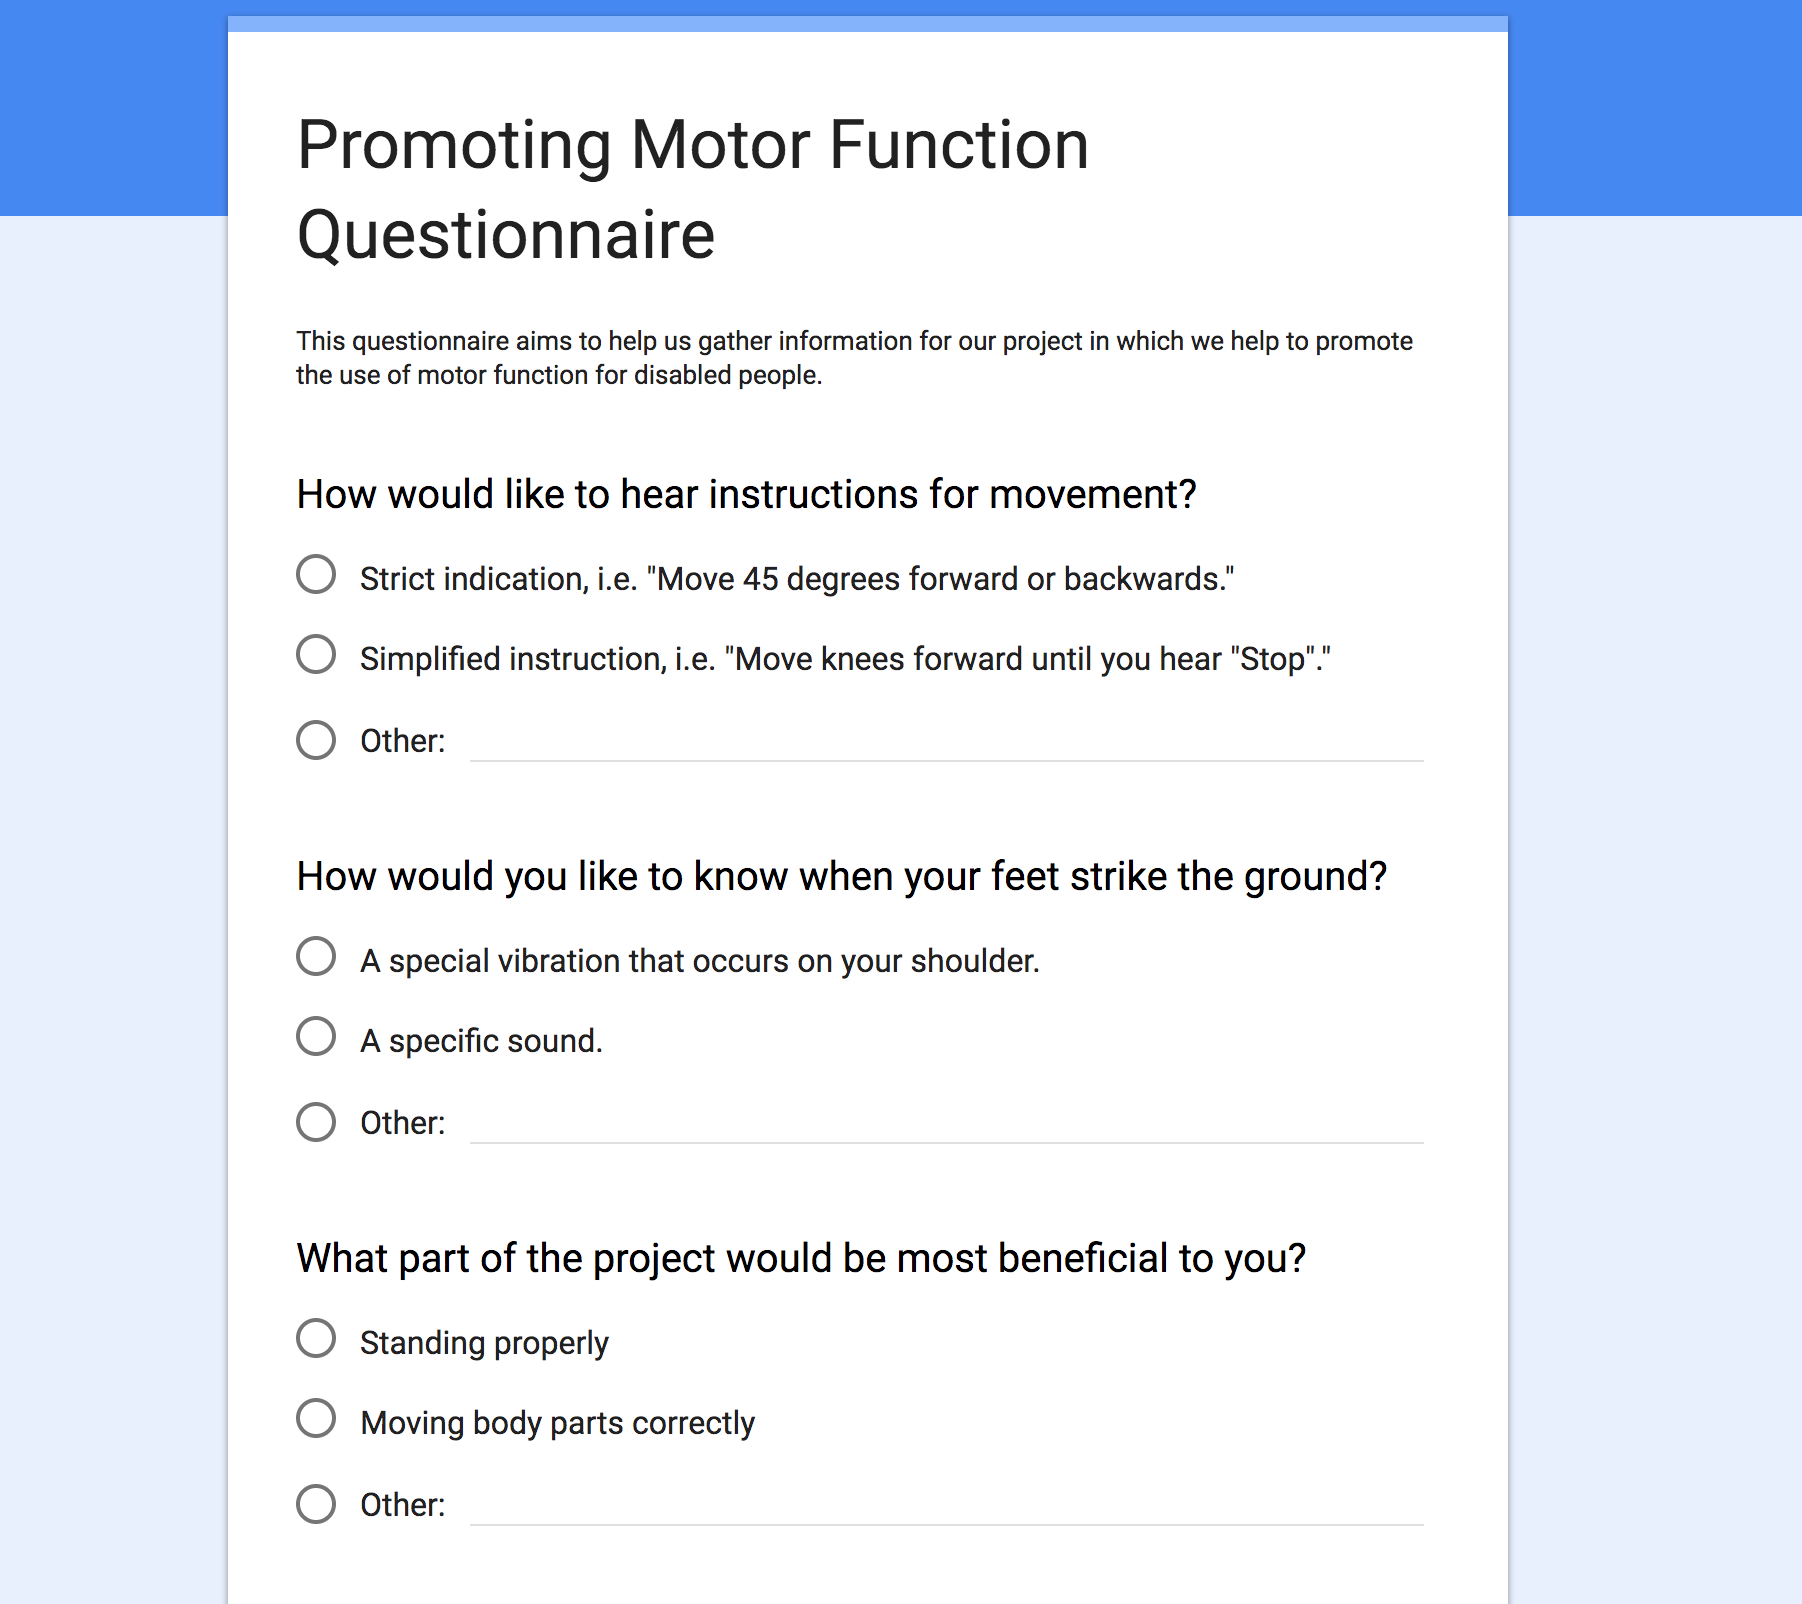 Promoting Motor Function
Questionnaire
This questionnaire aims to help us gather information for our project in which we help to promote
the use of motor function for disabled people.
How would like to hear instructions for movement?
Strict indication, i.e. "Move 45 degrees forward or backwards."
Simplified instruction, i.e. "Move knees forward until you hear "Stop"."
Other:
How would you like to know when your feet strike the ground?
A special vibration that occurs on your shoulder.
A specific sound.
Other:
What part of the project would be most beneficial to you?
Standing properly
Moving body parts correctly
Other: